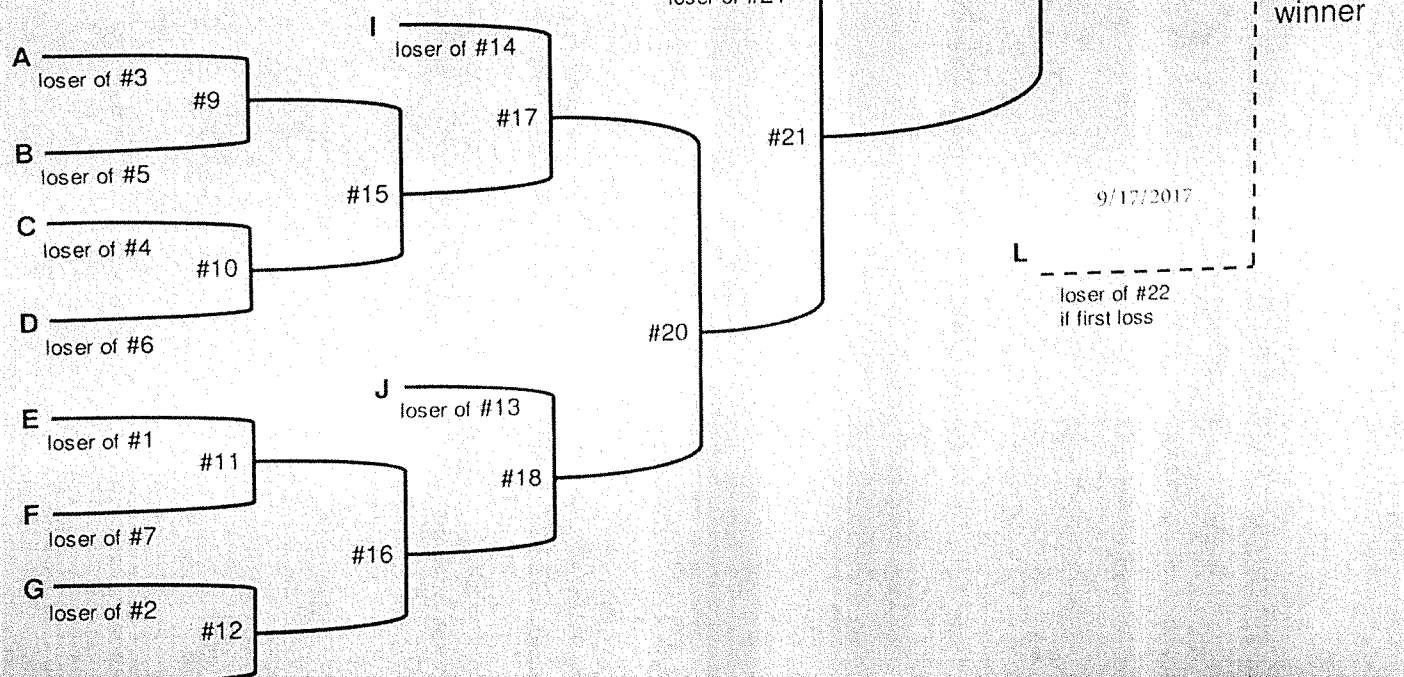 winner
I
loser of #14
A
loser of #3
#9
#17
#21
B
loser of #5
#15
9/17/2017
C
loser of #4
#10
L
loser of #22
if first loss
D
loser of #6
#20
J
loser of #13
E
loser of #1
#11
#18
F
loser of #7
#16
G
loser of #2
#12